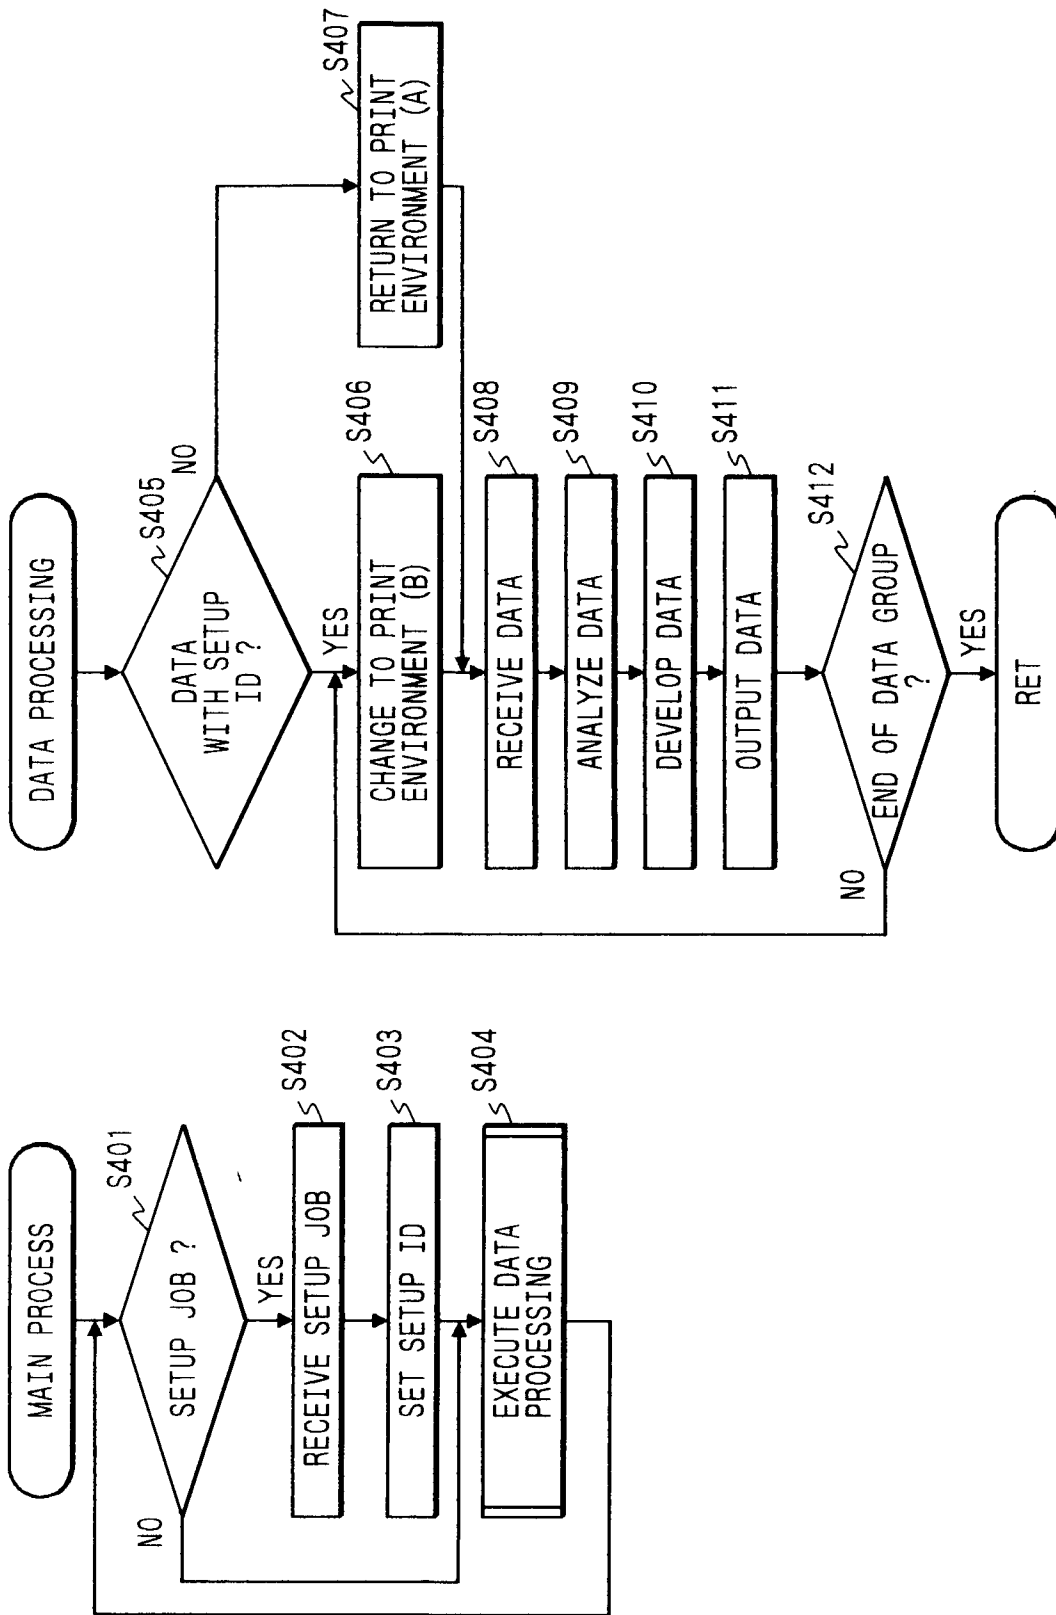 MAIN PROCESS
S401
SETUP JOB ?
NO
YES
S402
RECEIVE SETUP JOB
S403
SET SETUP ID
S404
EXECUTE DATA
PROCESSING
DATA PROCESSING
S405
DATA
WITH SETUP
ID ?
NO
YES
S406
CHANGE TO PRINT
ENVIRONMENT (B)
S407
RETURN TO PRINT
ENVIRONMENT (A)
S408
RECEIVE DATA
S409
ANALYZE DATA
S410
DEVELOP DATA
S411
OUTPUT DATA
S412
END OF DATA GROUP
?
NO
YES
RET